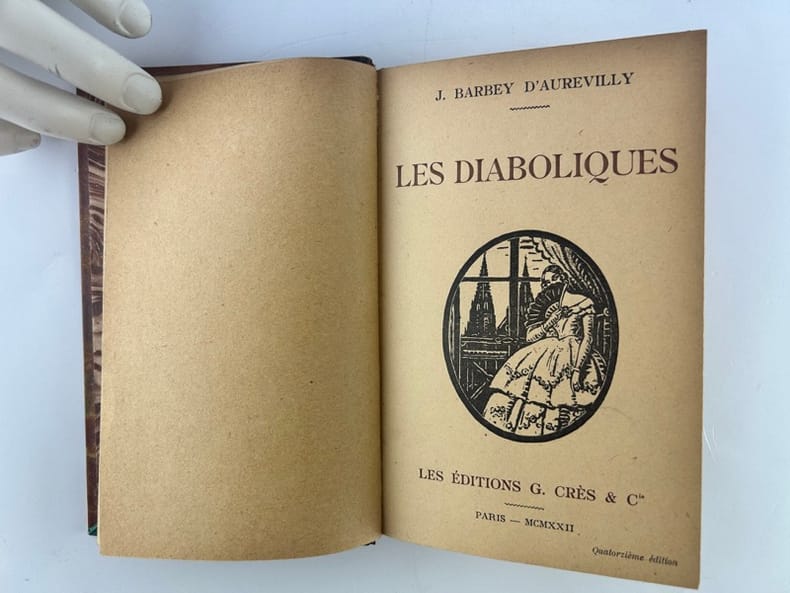 J. BARBEY D'AUREVILLY
LES DIABOLIQUES
LES ÉDITIONS G. CRÈS & Cie
PARIS — MCMXXII
Quatorzième édition